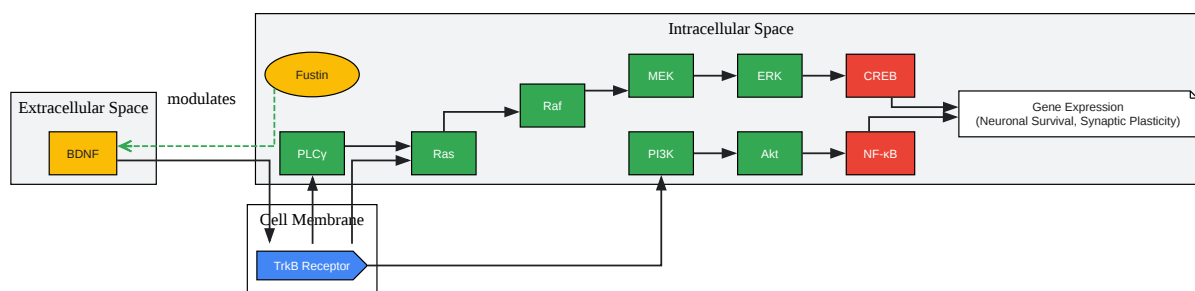 Intracellular Space
Fustin
MEK
ERK
CREB
modulates
Extracellular Space
Raf
Gene Expression
(Neuronal Survival, Synaptic Plasticity)
BDNF
PLCγ
Ras
PI3K
Akt
NF-κB
Cell Membrane
TrkB Receptor